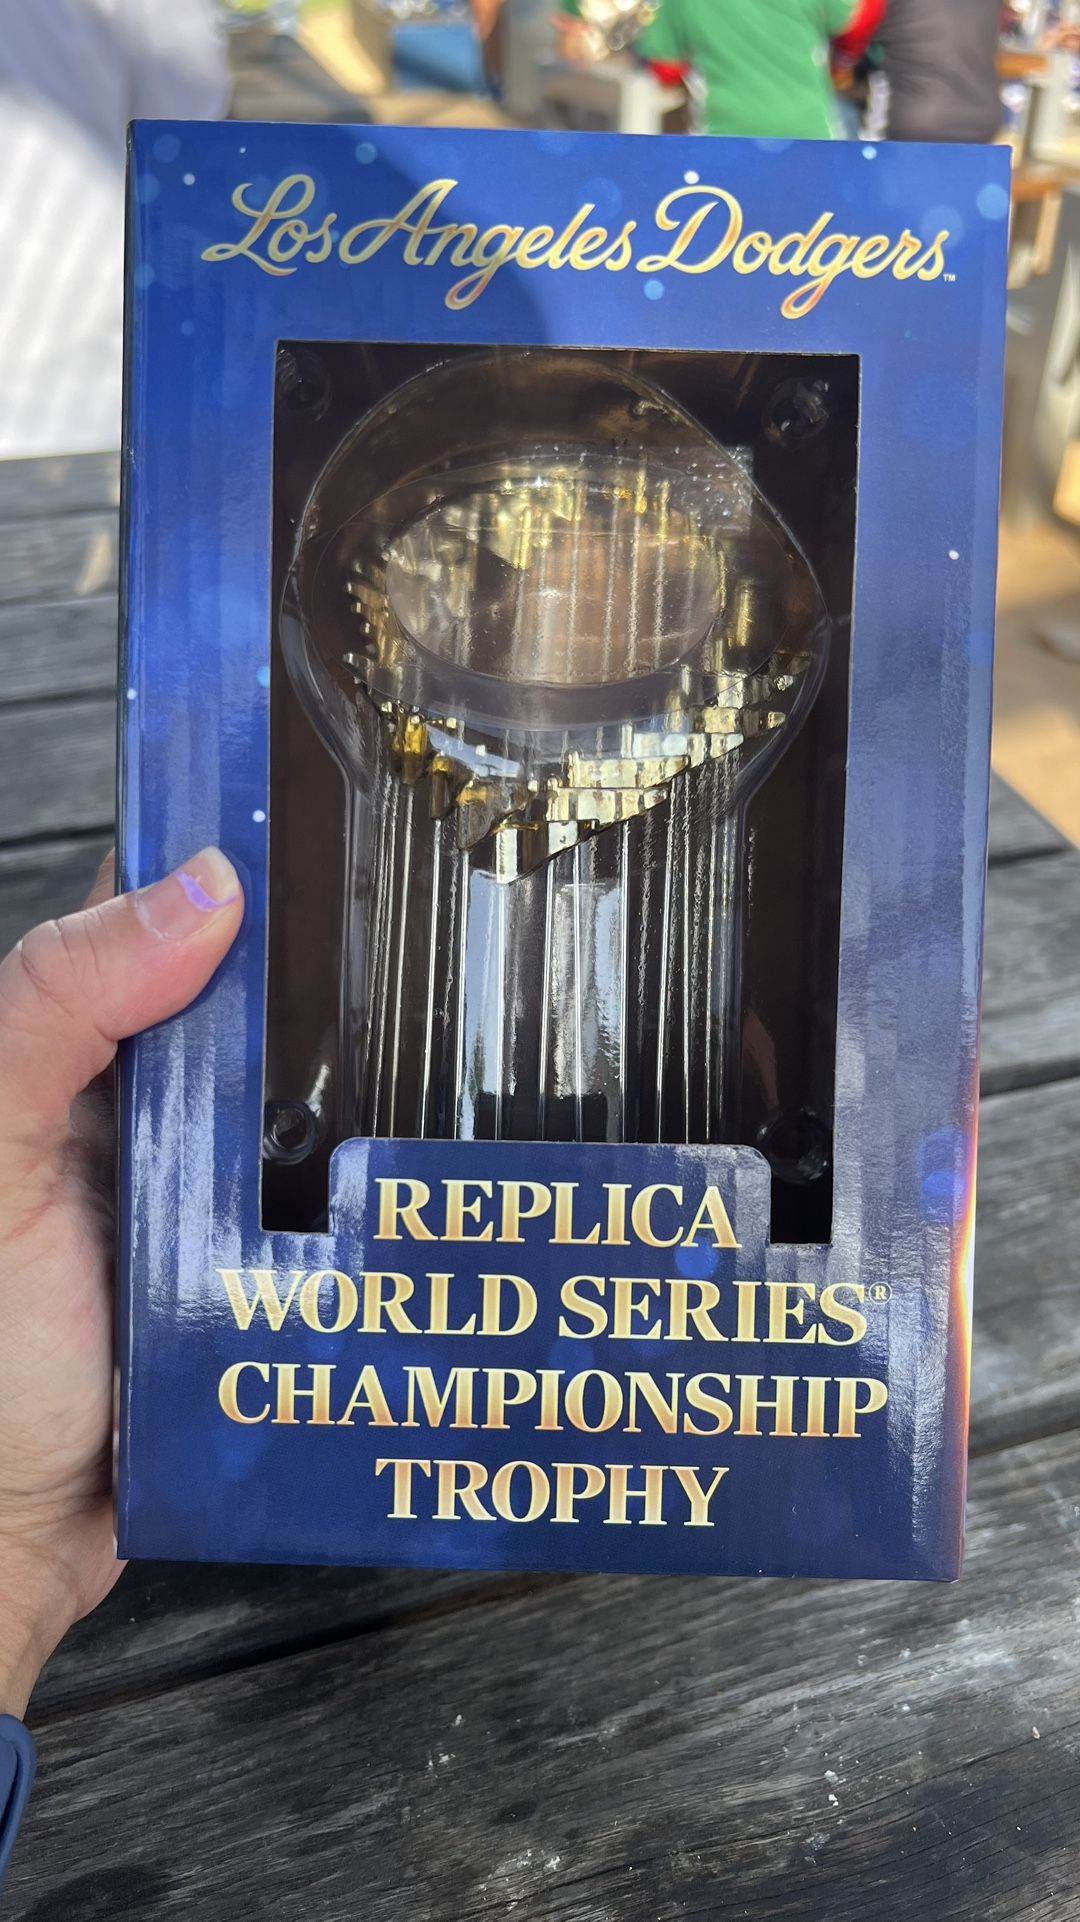 Los Angeles Dodgers™
REPLICA
WORLD SERIES®
CHAMPIONSHIP
TROPHY